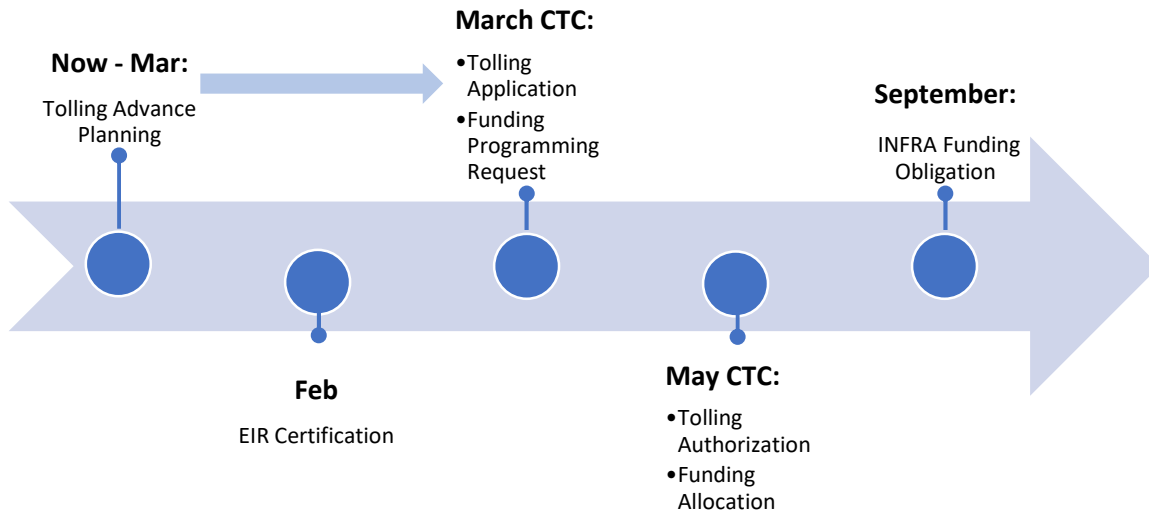 Now - Mar:
Tolling Advance
Planning
Feb
EIR Certification
March CTC:
•Tolling
Application
•Funding
Programming
Request
May CTC:
•Tolling
Authorization
•Funding
Allocation
September:
INFRA Funding
Obligation